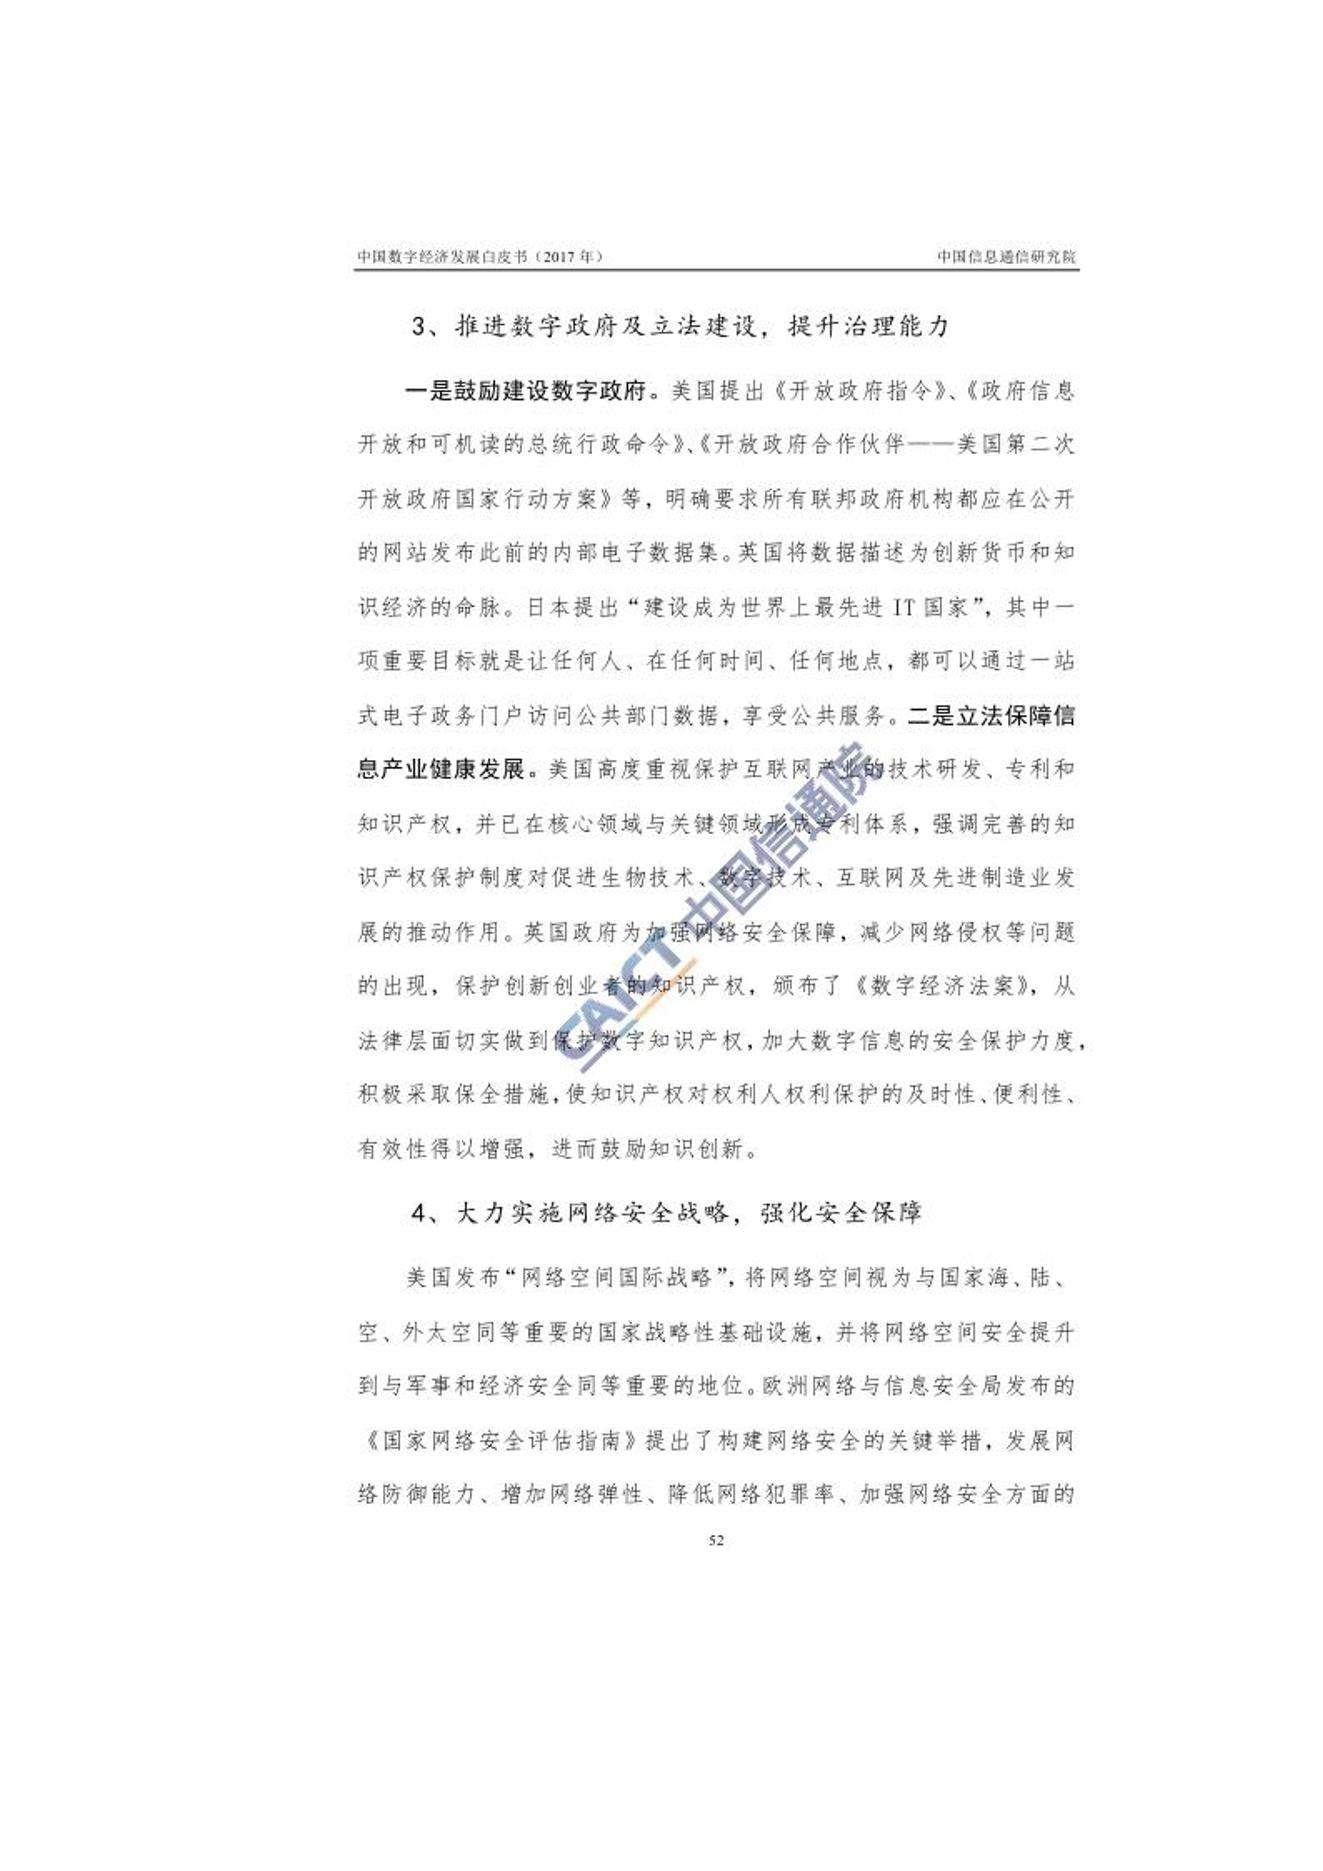 中国数字经济发展白皮书（2017 年） 中国信息通信研究院
3、推进数字政府及立法建设，提升治理能力
一是鼓励建设数字政府。美国提出《开放政府指令》、《政府信息
开放和可机读的总统行政命令》、《开放政府合作伙伴——美国第二次
开放政府国家行动方案》等，明确要求所有联邦政府机构都应在公开
的网站发布此前的内部电子数据集。英国将数据描述为创新货币和知
识经济的命脉。日本提出“建设成为世界上最先进 IT 国家”，其中一
项重要目标就是让任何人、在任何时间、任何地点，都可以通过一站
式电子政务门户访问公共部门数据，享受公共服务。二是立法保障信
息产业健康发展。美国高度重视保护互联网产业的技术研发、专利和
知识产权，并已在核心领域与关键领域形成专利体系，强调完善的知
识产权保护制度对促进生物技术、数字技术、互联网及先进制造业发
展的推动作用。英国政府为加强网络安全保障，减少网络侵权等问题
的出现，保护创新创业者的知识产权，颁布了《数字经济法案》，从
法律层面切实做到保护数字知识产权，加大数字信息的安全保护力度，
积极采取保全措施，使知识产权对权利人权利保护的及时性、便利性、
有效性得以增强，进而鼓励知识创新。
4、大力实施网络安全战略，强化安全保障
美国发布“网络空间国际战略”，将网络空间视为与国家海、陆、
空、外太空同等重要的国家战略性基础设施，并将网络空间安全提升
到与军事和经济安全同等重要的地位。欧洲网络与信息安全局发布的
《国家网络安全评估指南》提出了构建网络安全的关键举措，发展网
络防御能力、增加网络弹性、降低网络犯罪率、加强网络安全方面的
52
CAICT 中国信通院